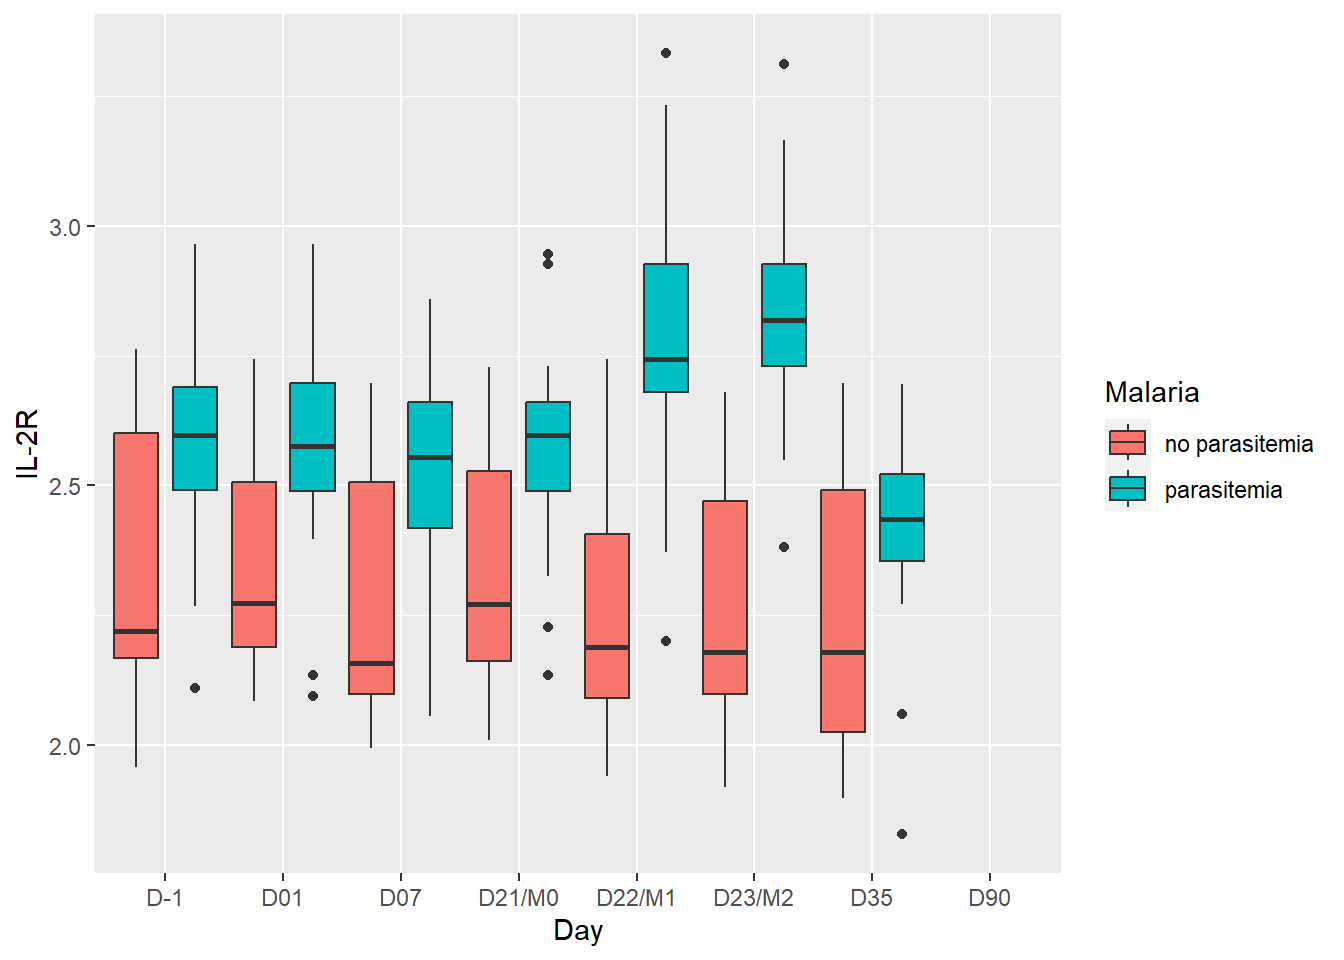 3.0
2.5
2.0
IL-2R
D-1 D01 D07 D21/M0 D22/M1 D23/M2 D35 D90
Day
Malaria
no parasitemia
parasitemia